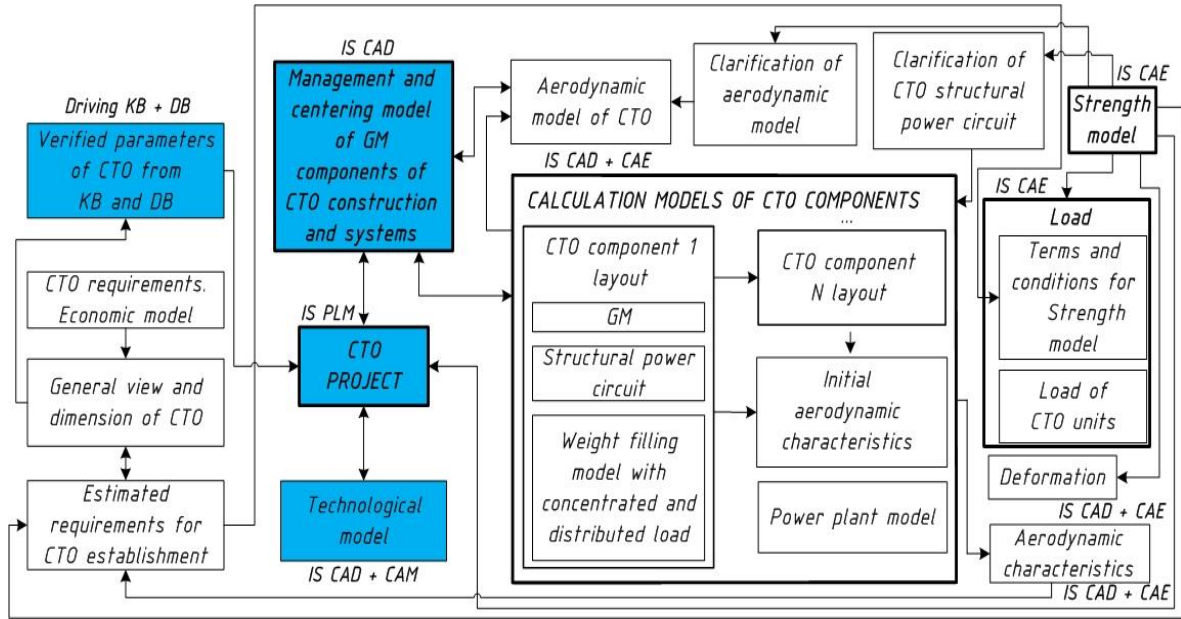 IS CAD
Management and
centering model
of GM
components of
CTO construction
and systems
Driving KB + DB
Verified parameters
of CTO from
KB and DB
CTO requirements.
Economic model
General view and
dimension of CTO
Estimated
requirements for
CTO establishment
IS PLM
CTO
PROJECT
Technological
model
IS CAD + CAM
Aerodynamic
model of CTO
Clarification of
aerodynamic
model
Clarification of
CTO structural
power circuit
IS CAE
Strength
model
IS CAD + CAE
CALCULATION MODELS OF CTO COMPONENTS
...
CTO component 1
layout
GM
Structural power
circuit
Weight filling
model with
concentrated and
distributed load
CTO component
N layout
Initial
aerodynamic
characteristics
Power plant model
IS CAE
Load
Terms and
conditions for
Strength
model
Load of
CTO units
Deformation
IS CAD + CAE
Aerodynamic
characteristics
IS CAD + CAE